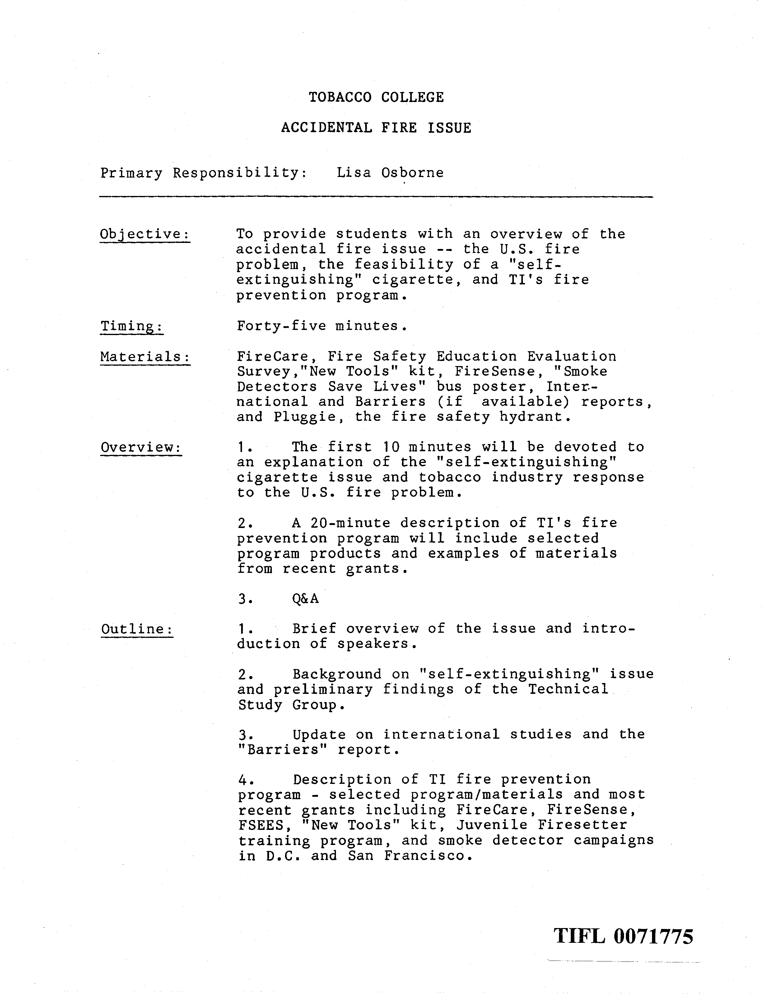 TOBACCO COLLEGE
ACCIDENTAL FIRE ISSUE
Primary Responsibility: Lisa Osborne
Objective: To provide students with an overview of the
accidental fire issue -- the U.S. fire
problem, the feasibility of a "self-
extinguishing" cigarette, and TI's fire
prevention program.
Timing: Forty-five minutes.
Materials: FireCare, Fire Safety Education Evaluation
Survey,"New Tools" kit, FireSense, "Smoke
Detectors Save Lives" bus poster, Inter-
national and Barriers (if available) reports,
and Pluggie, the fire safety hydrant.
Overview: 1. The first 10 minutes will be devoted to
an explanation of the "self-extinguishing"
cigarette issue and tobacco industry response
to the U.S. fire problem.
2. A 20-minute description of TI's fire
prevention program will include selected
program products and examples of materials
from recent grants.
3. Q&A
Outline: 1. Brief overview of the issue and intro-
duction of speakers.
2. Background on "self-extinguishing" issue
and preliminary findings of the Technical
Study Group.
3. Update on international studies and the
"Barriers" report.
4. Description of TI fire prevention
program - selected program/materials and most
recent grants including FireCare, FireSense,
FSEES, "New Tools" kit, Juvenile Firesetter
training program, and smoke detector campaigns
in D.C. and San Francisco.
TIFL 0071775